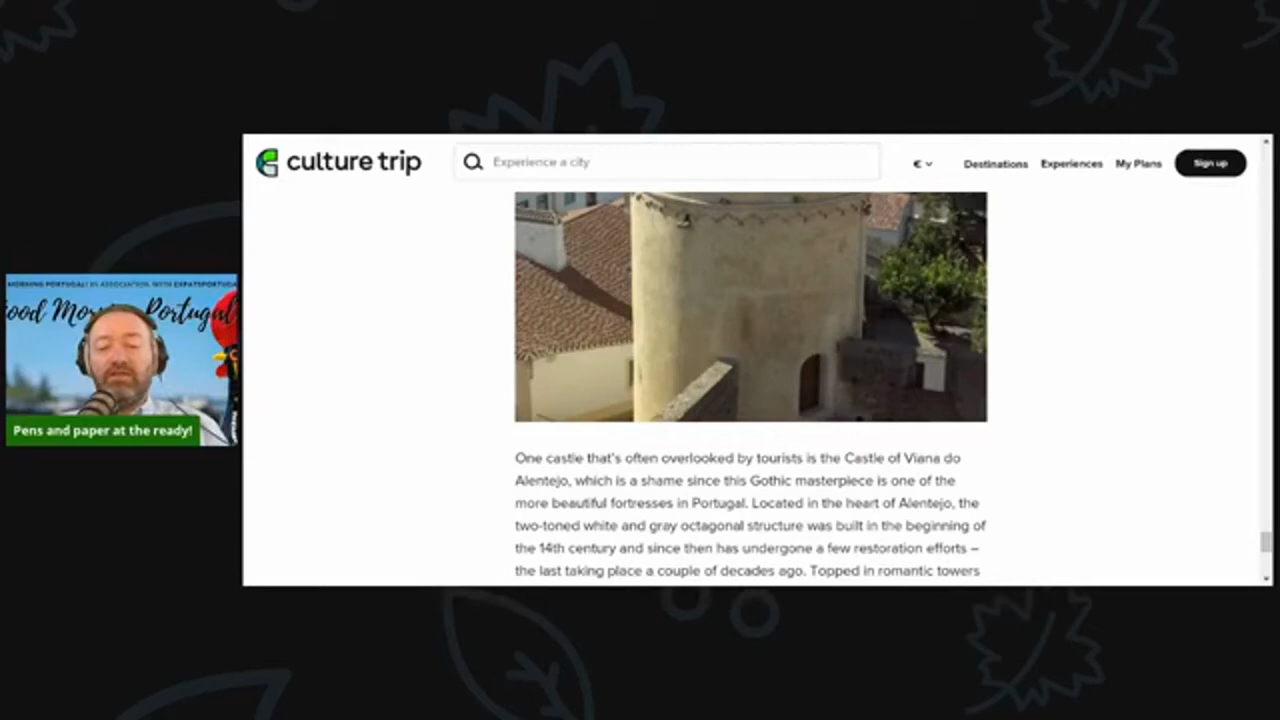 culture trip
Experience a city
€
Destinations
Experiences
My Plans
Sign up
MORNING PORTUGAL! IN ASSOCIATION WITH
Portugal
Pens and paper at the ready!
One castle that's often overlooked by tourists is the Castle of Viana do
Alentejo, which is a shame since this Gothic masterpiece is one of the
more beautiful fortresses in Portugal. Located in the heart of Alentejo, the
two-toned white and gray octagonal structure was built in the beginning of
the 14th century and since then has undergone a few restoration efforts –
the last taking place a couple of decades ago. Topped in romantic towers